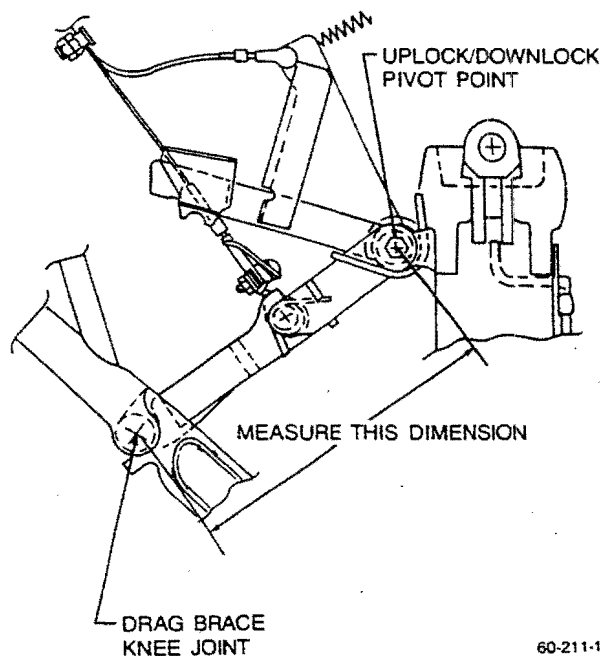 UPLOCK/DOWNLOCK
PIVOT POINT
MEASURE THIS DIMENSION
DRAG BRACE
KNEE JOINT
60-211-1